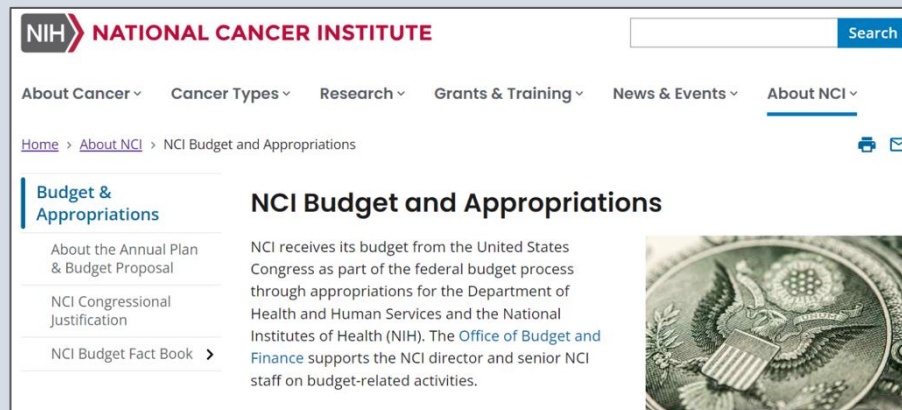 NIH NATIONAL CANCER INSTITUTE
Search
About Cancer Cancer Types Research Grants & Training News & Events About NCI
Home > About NCI > NCI Budget and Appropriations
Budget &
Appropriations
About the Annual Plan
& Budget Proposal
NCI Congressional
Justification
NCI Budget Fact Book >
NCI Budget and Appropriations
NCI receives its budget from the United States
Congress as part of the federal budget process
through appropriations for the Department of
Health and Human Services and the National
Institutes of Health (NIH). The Office of Budget and
Finance supports the NCI director and senior NCI
staff on budget-related activities.